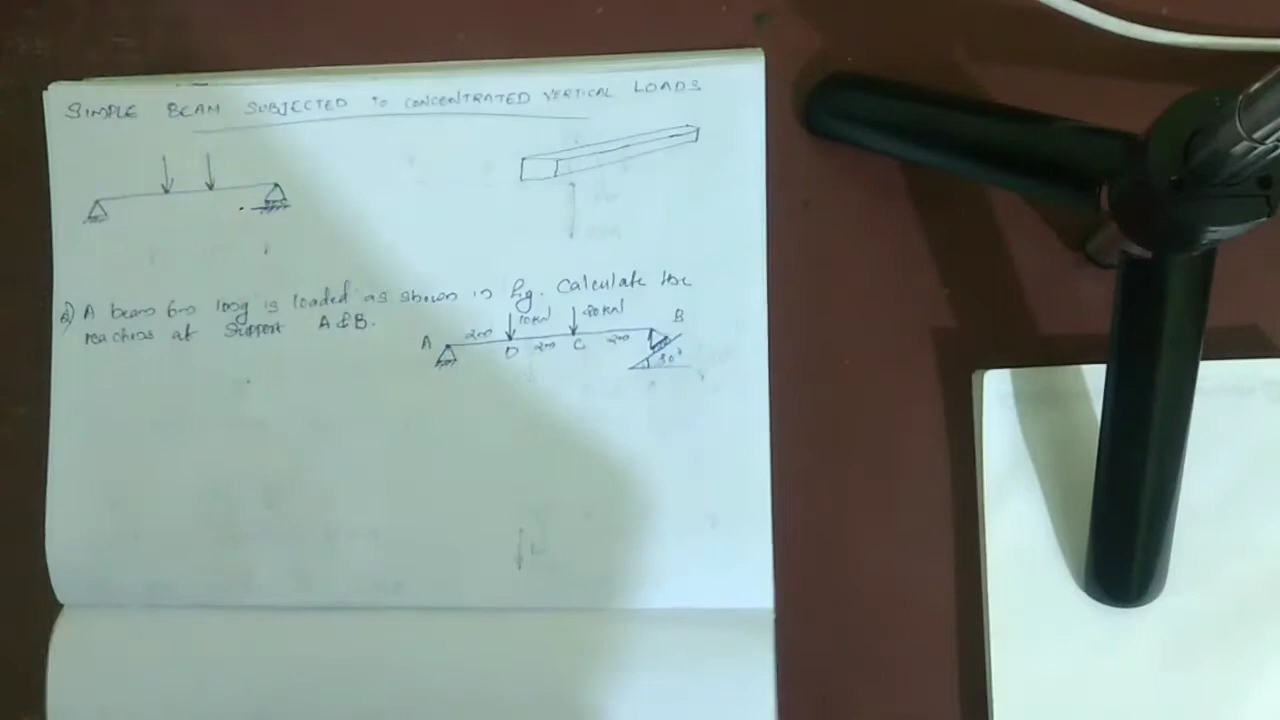 SIMPLE BEAM SUBJECTED TO CONCENTRATED VERTICAL LOADS
Q) A beam 6m long is loaded as shown in fig. Calculate the
reactions at support A & B.
10kN
A 2m D 2m C 2m B
30°